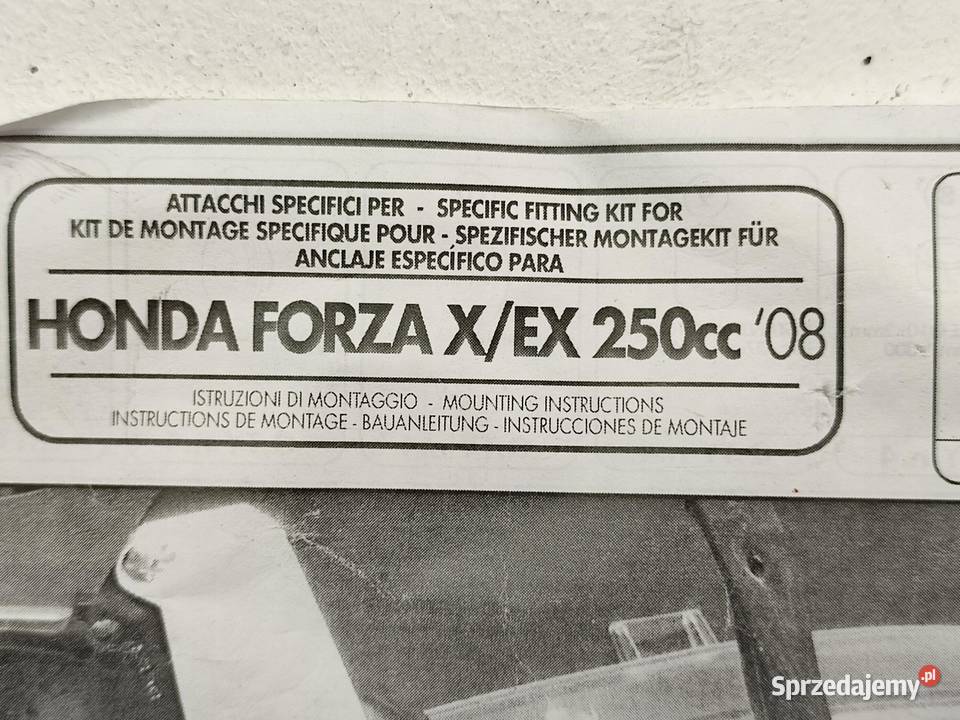 ATTACCHI SPECIFICI PER - SPECIFIC FITTING KIT FOR
KIT DE MONTAGE SPECIFIQUE POUR - SPEZIFISCHER MONTAGEKIT FÜR
ANCLAJE ESPECÍFICO PARA
HONDA FORZA X/EX 250cc '08
ISTRUZIONI DI MONTAGGIO - MOUNTING INSTRUCTIONS
INSTRUCTIONS DE MONTAGE - BAUANLEITUNG - INSTRUCCIONES DE MONTAJE
Sprzedajemy.pl